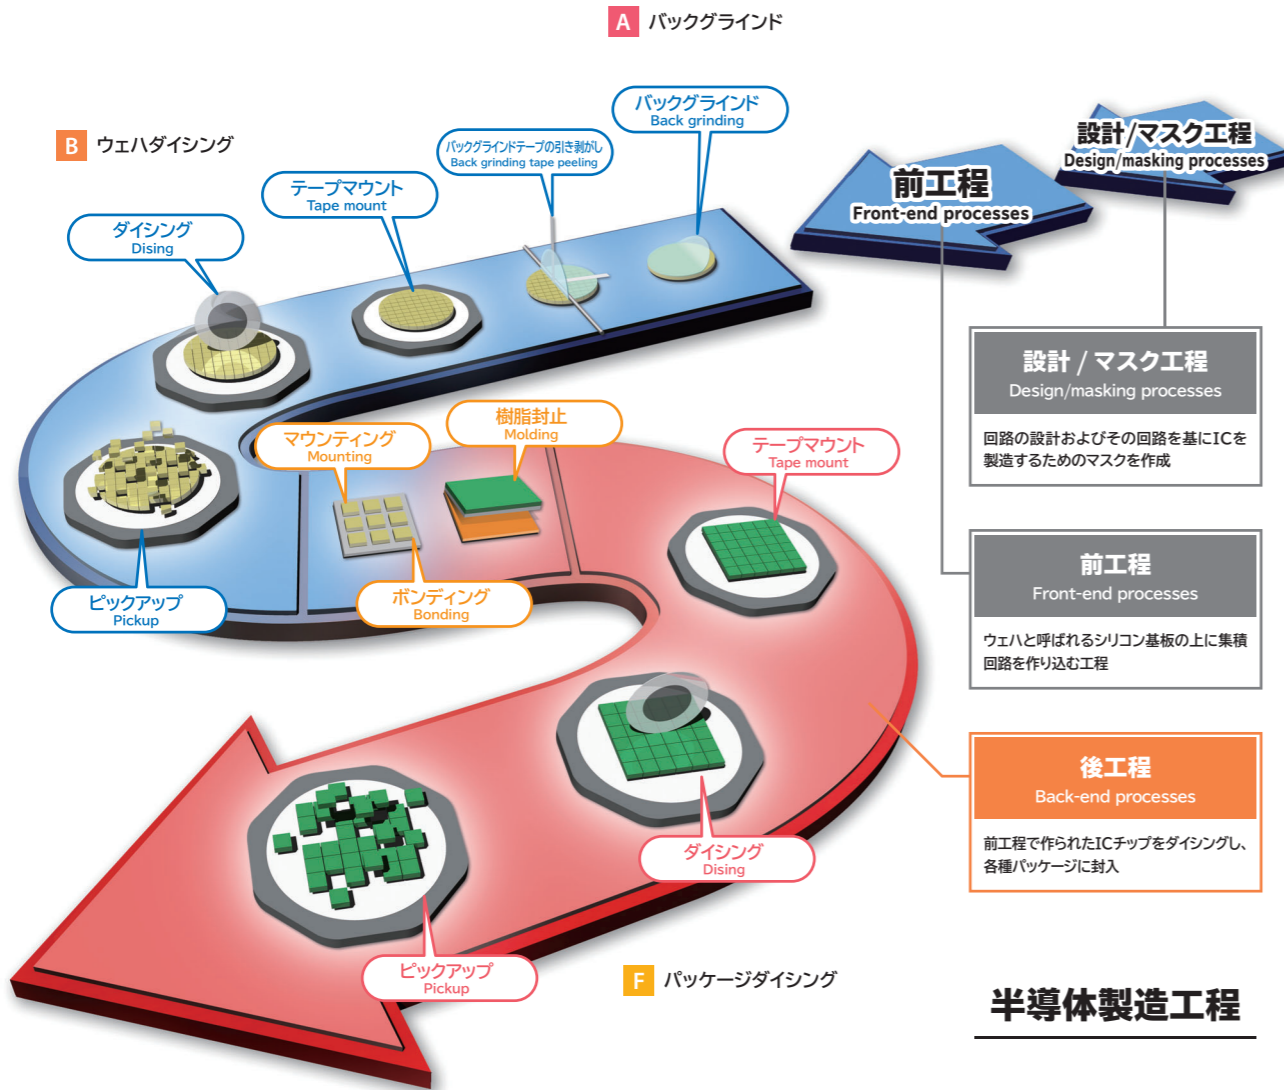 A バックグラインド
B ウェハダイシング
バックグラインド
Back grinding
バックグラインドテープの引き剥がし
Back grinding tape peeling
テープマウント
Tape mount
ダイシング
Dising
ピックアップ
Pickup
マウンティング
Mounting
ボンディング
Bonding
樹脂封止
Molding
テープマウント
Tape mount
ダイシング
Dising
ピックアップ
Pickup
F パッケージダイシング
設計/マスク工程
Design/masking processes
前工程
Front-end processes
設計 / マスク工程
Design/masking processes
回路の設計およびその回路を基にICを
製造するためのマスクを作成
前工程
Front-end processes
ウェハと呼ばれるシリコン基板の上に集積
回路を作り込む工程
後工程
Back-end processes
前工程で作られたICチップをダイシングし、
各種パッケージに封入
半導体製造工程